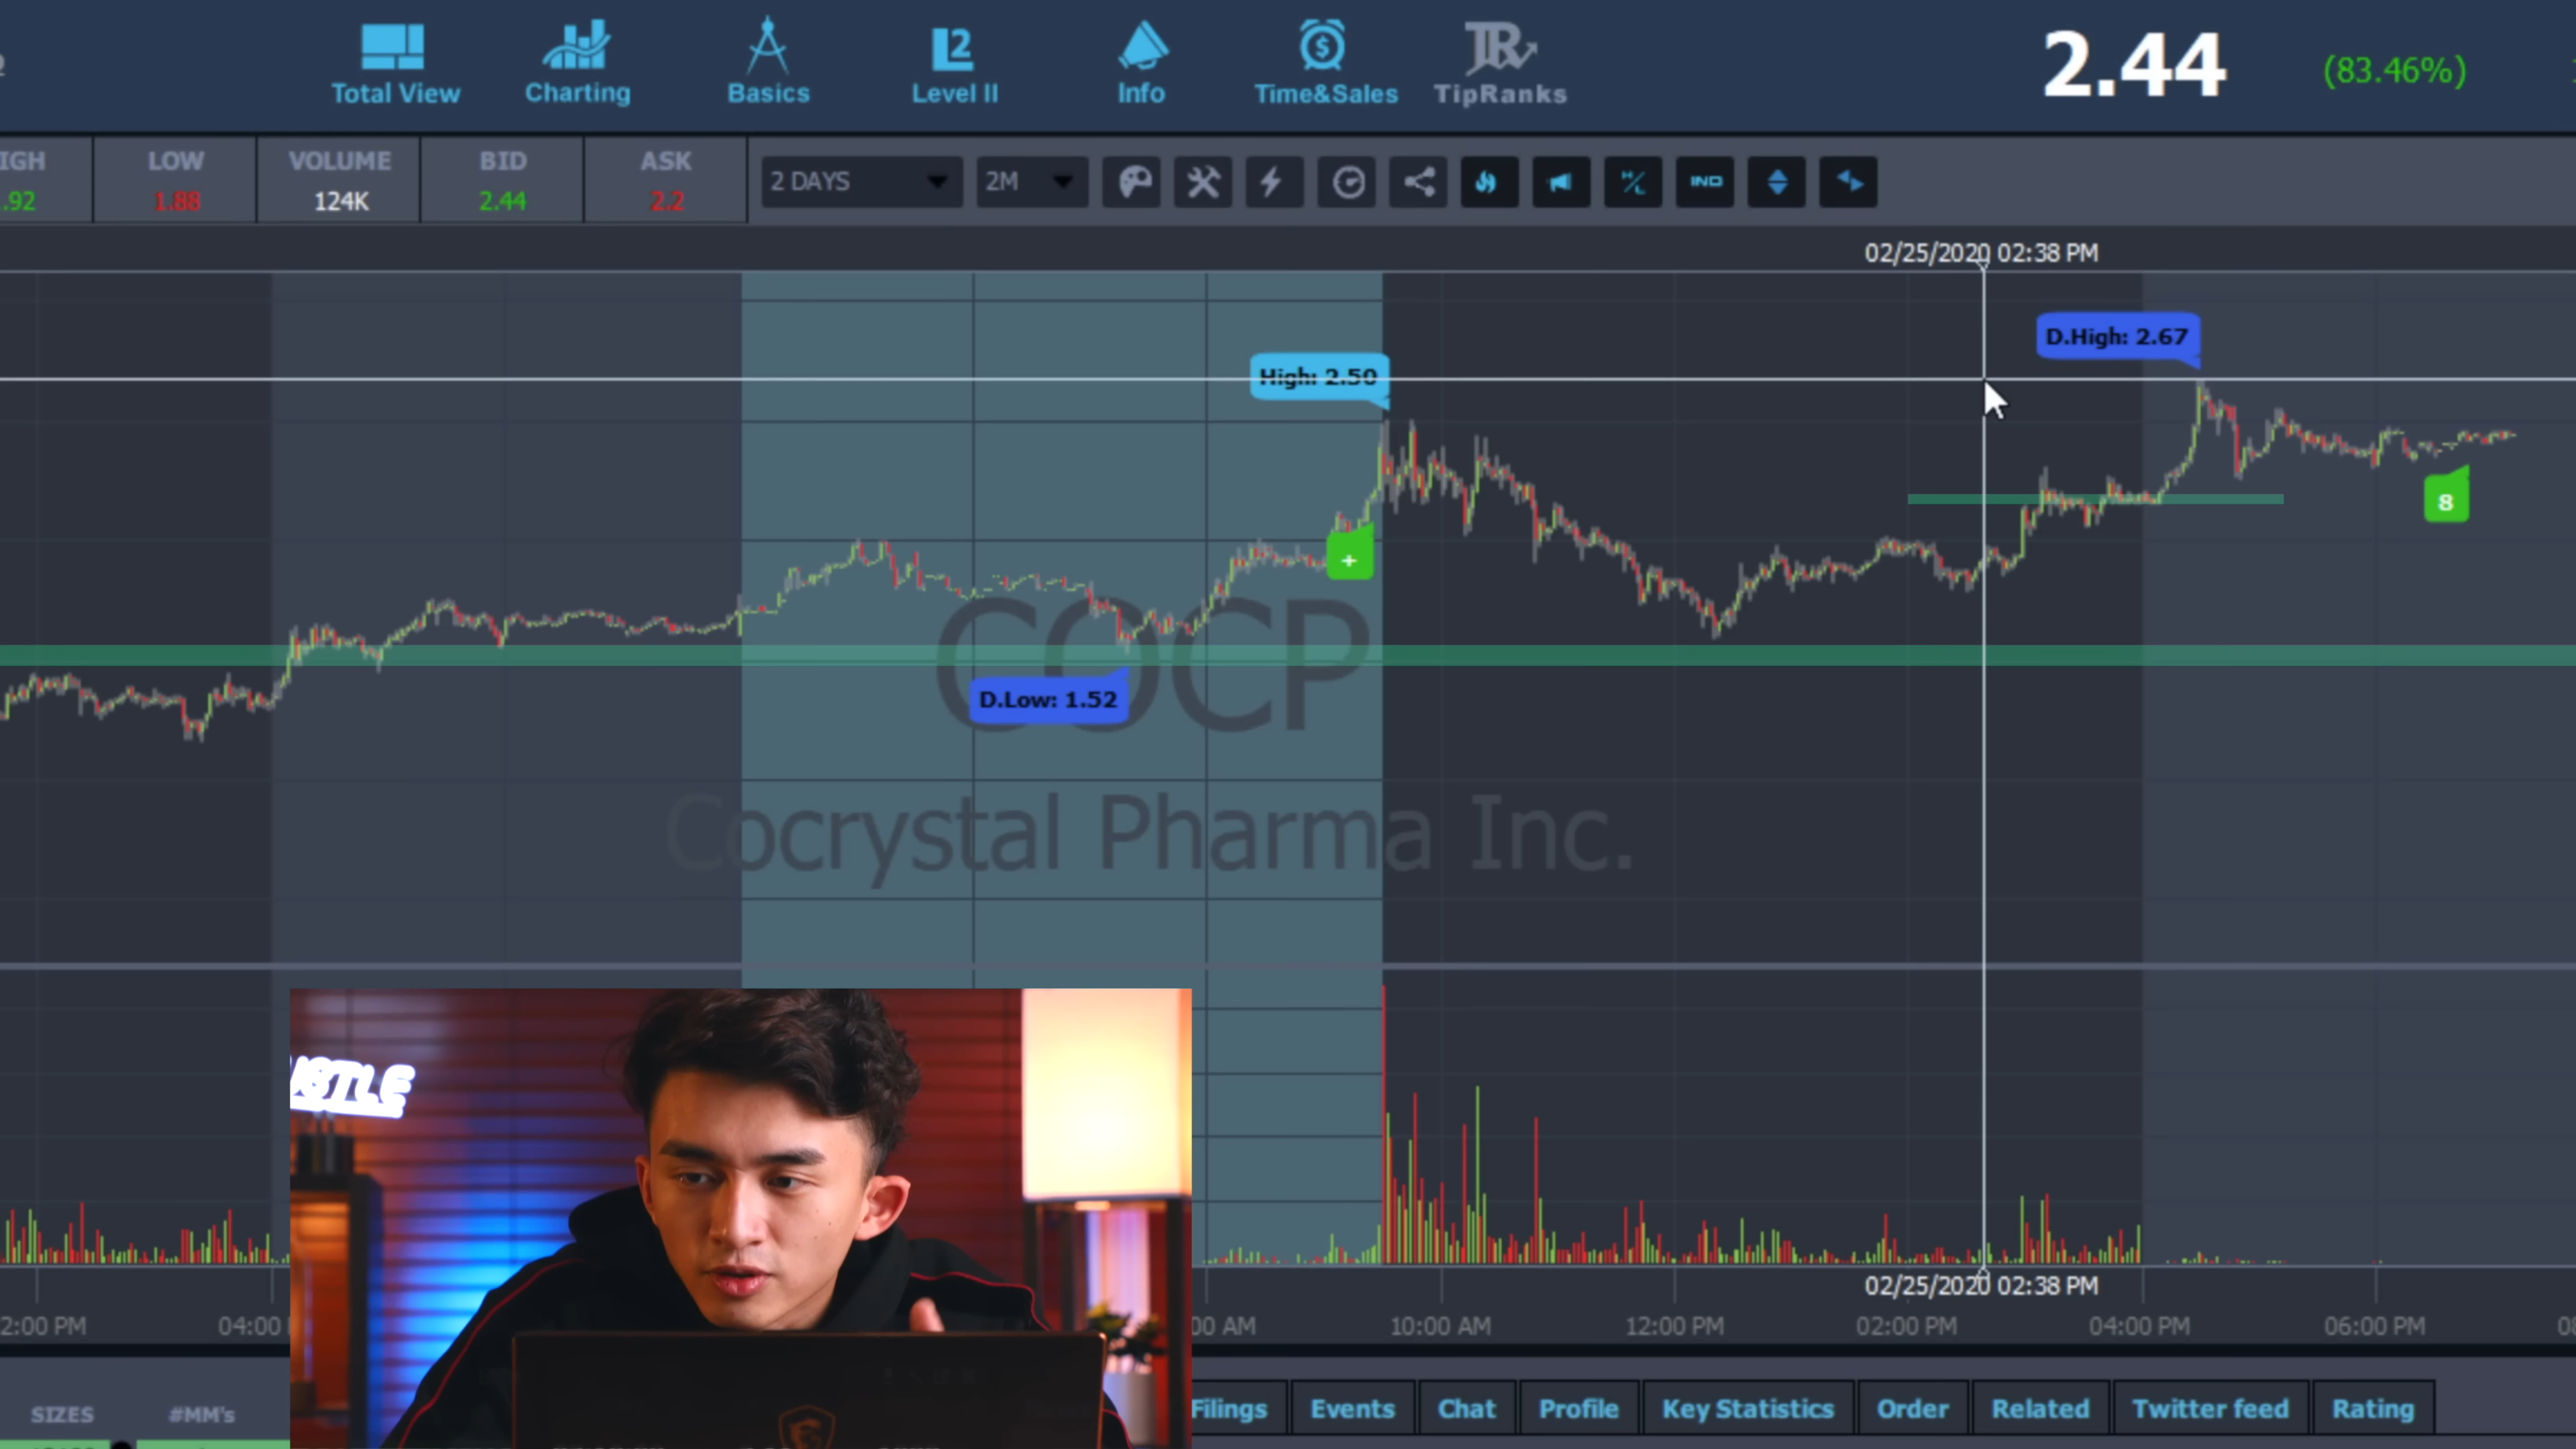 Total View
Charting
Basics
L2
Level II
Info
Time&Sales
TR
TipRanks
2.44
(83.46%)
LOW
1.88
VOLUME
124K
BID
2.44
ASK
2.2
2 DAYS
2M
H/L
IND
.92
02/25/2020 02:38 PM
D.High: 2.67
High: 2.50
8
+
COCP
D.Low: 1.52
Cocrystal Pharma Inc.
USTLE
02/25/2020 02:38 PM
2:00 PM
04:00
00 AM
10:00 AM
12:00 PM
02:00 PM
04:00 PM
06:00 PM
SIZES
#MM's
Filings
Events
Chat
Profile
Key Statistics
Order
Related
Twitter feed
Rating